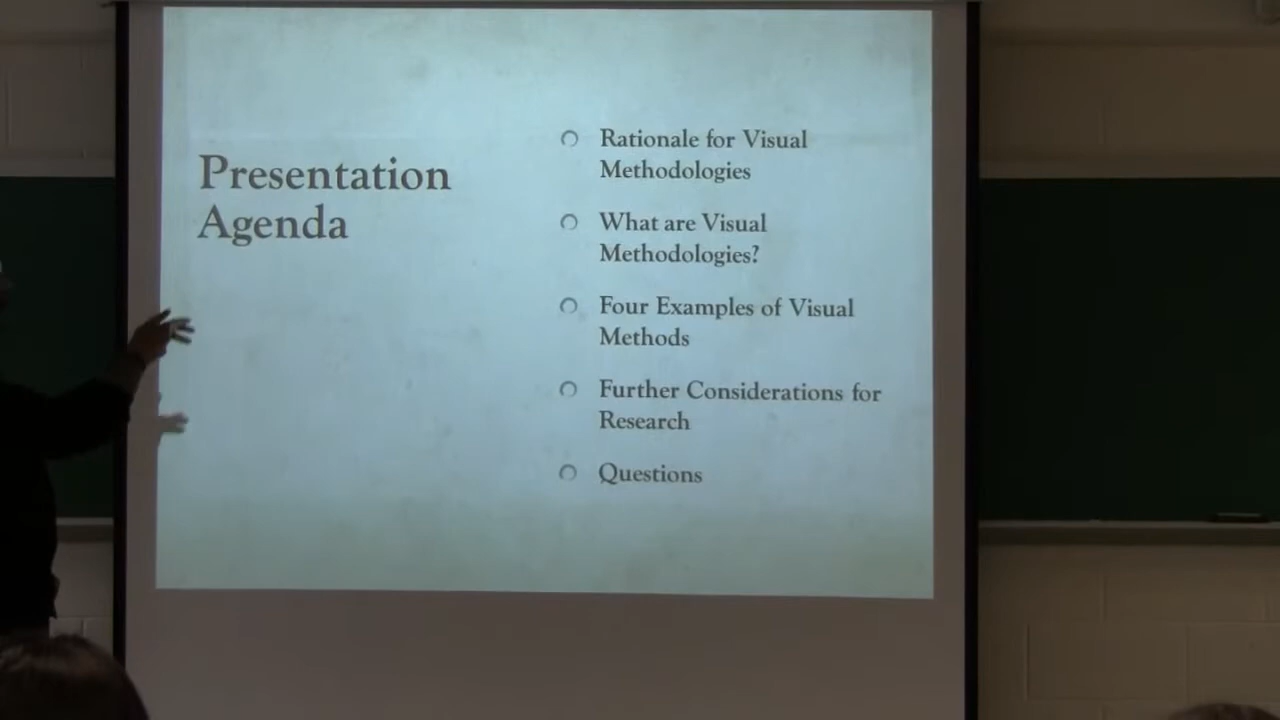 Presentation
Agenda
Rationale for Visual
Methodologies
What are Visual
Methodologies?
Four Examples of Visual
Methods
Further Considerations for
Research
Questions